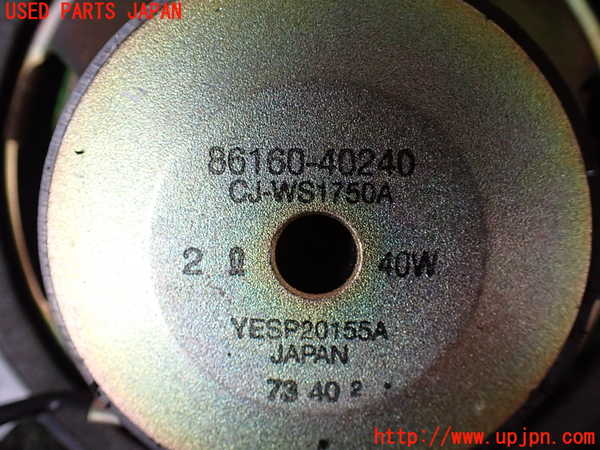 USED PARTS JAPAN
86160-40240
CJ-WS1750A
2 Ω 40W
YESP20155A
JAPAN
73 40 2
http://www.upjpn.com/